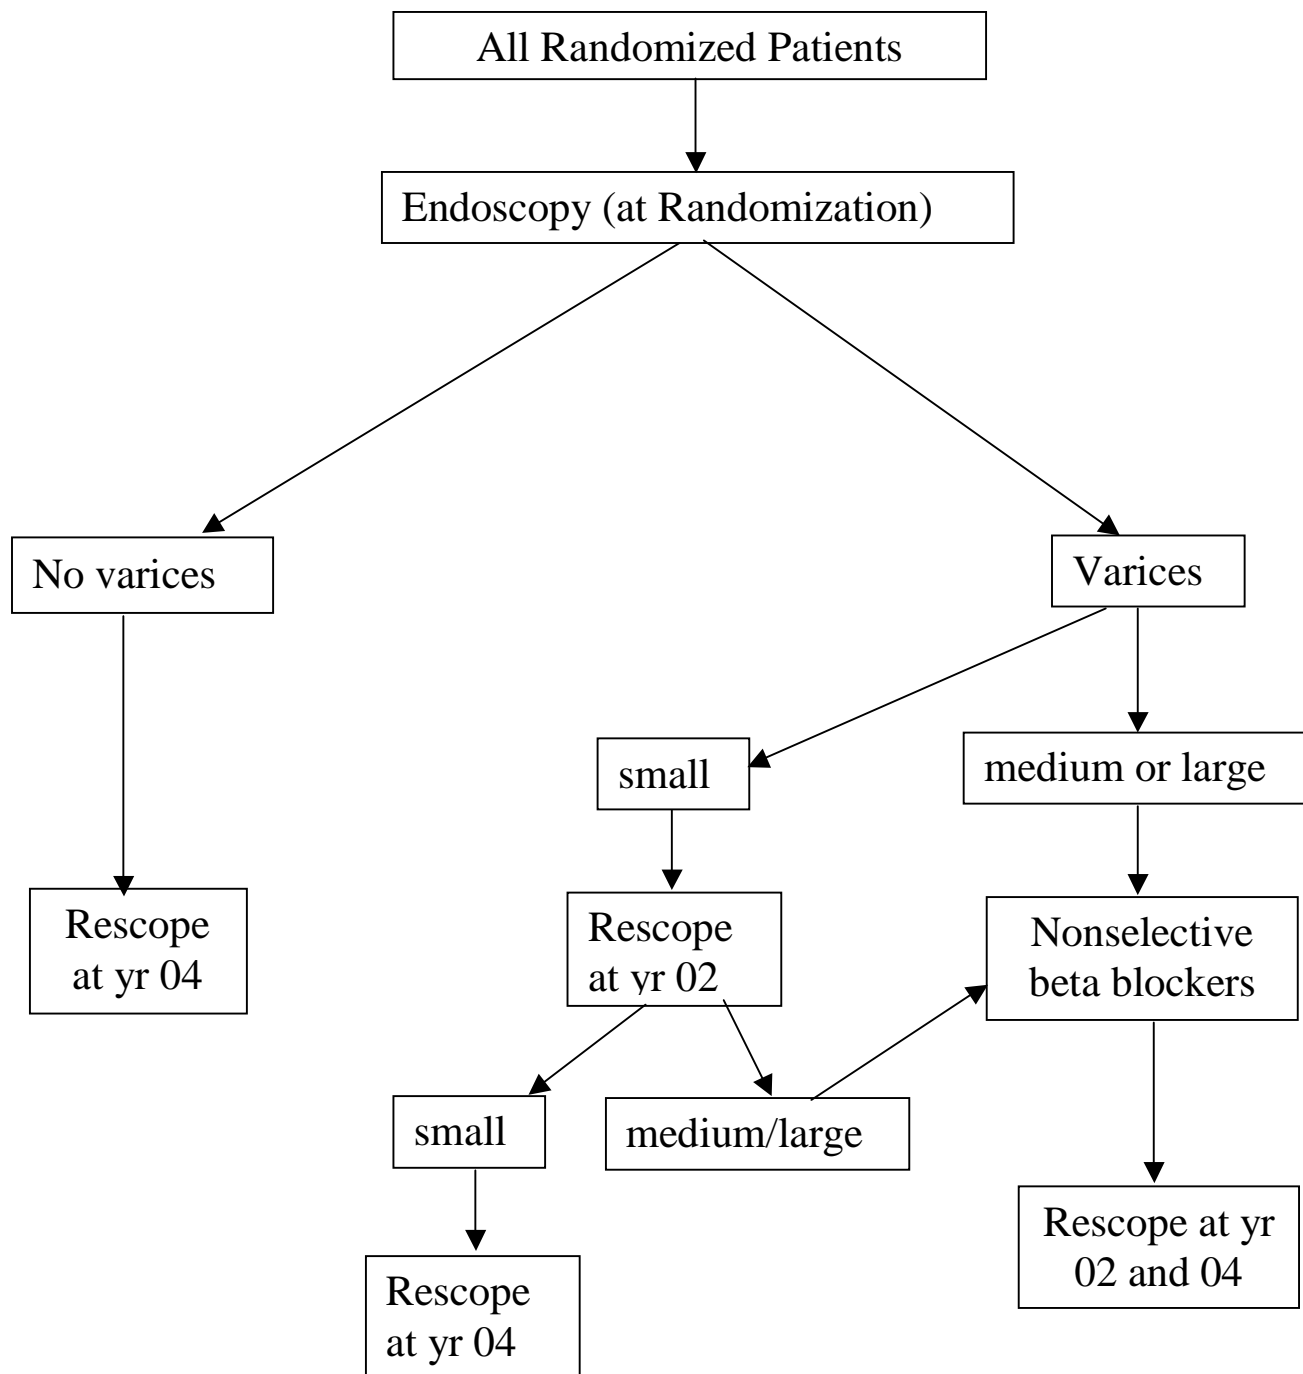 All Randomized Patients
Endoscopy (at Randomization)
No varices
Varices
small
medium or large
Rescope
at yr 04
Rescope
at yr 02
Nonselective
beta blockers
small
medium/large
Rescope at yr
02 and 04
Rescope
at yr 04